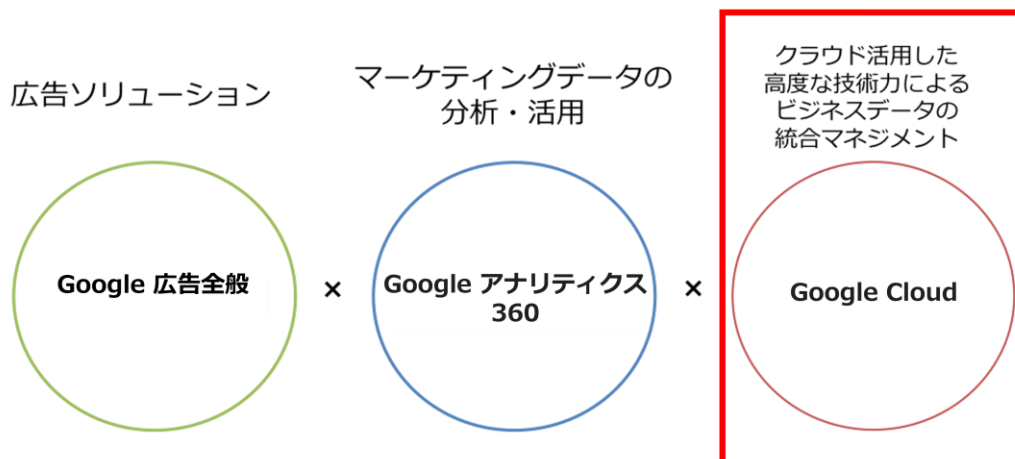 広告ソリューション
マーケティングデータの
分析・活用
クラウド活用した
高度な技術力による
ビジネスデータの
統合マネジメント
Google 広告全般
×
Google アナリティクス
360
×
Google Cloud